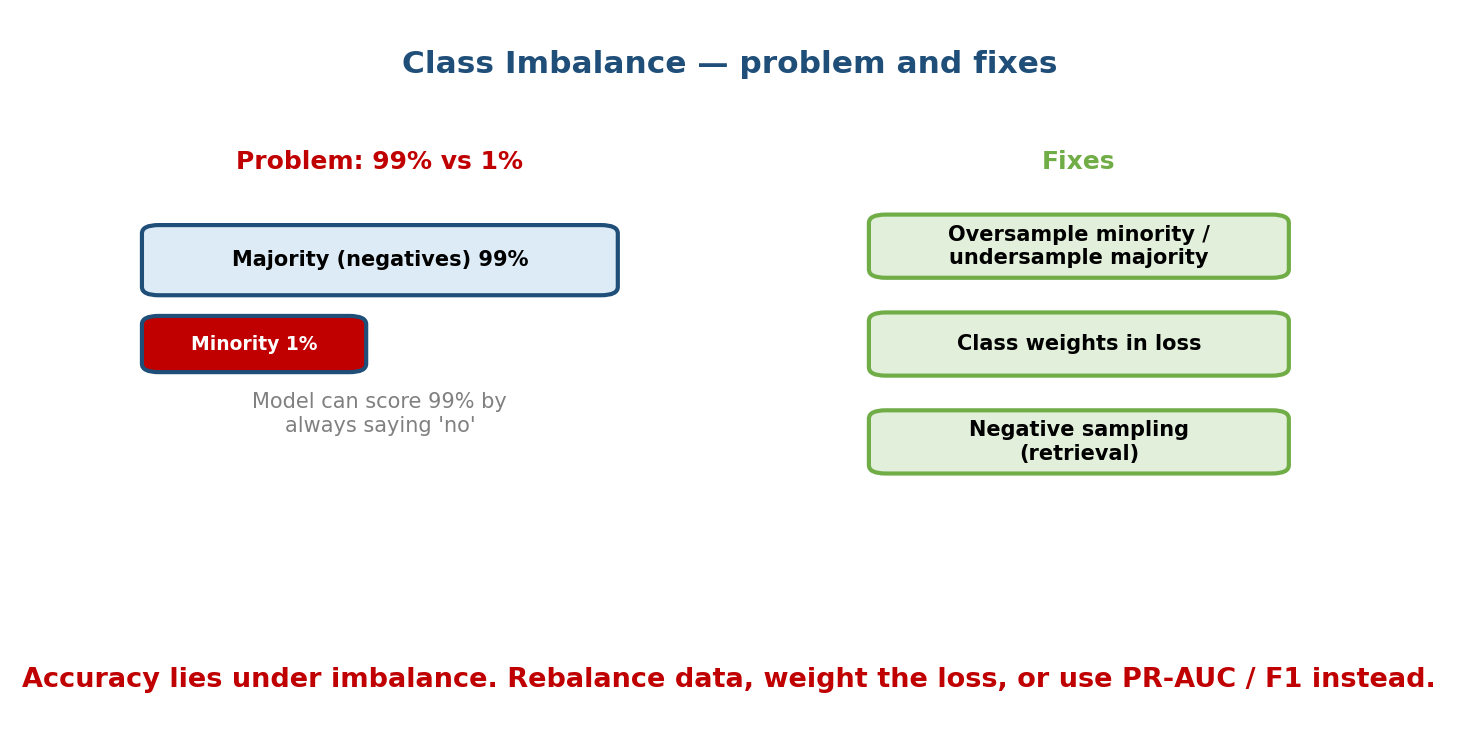 Class Imbalance — problem and fixes
Problem: 99% vs 1%
Majority (negatives) 99%
Minority 1%
Model can score 99% by
always saying 'no'
Fixes
Oversample minority /
undersample majority
Class weights in loss
Negative sampling
(retrieval)
Accuracy lies under imbalance. Rebalance data, weight the loss, or use PR-AUC / F1 instead.